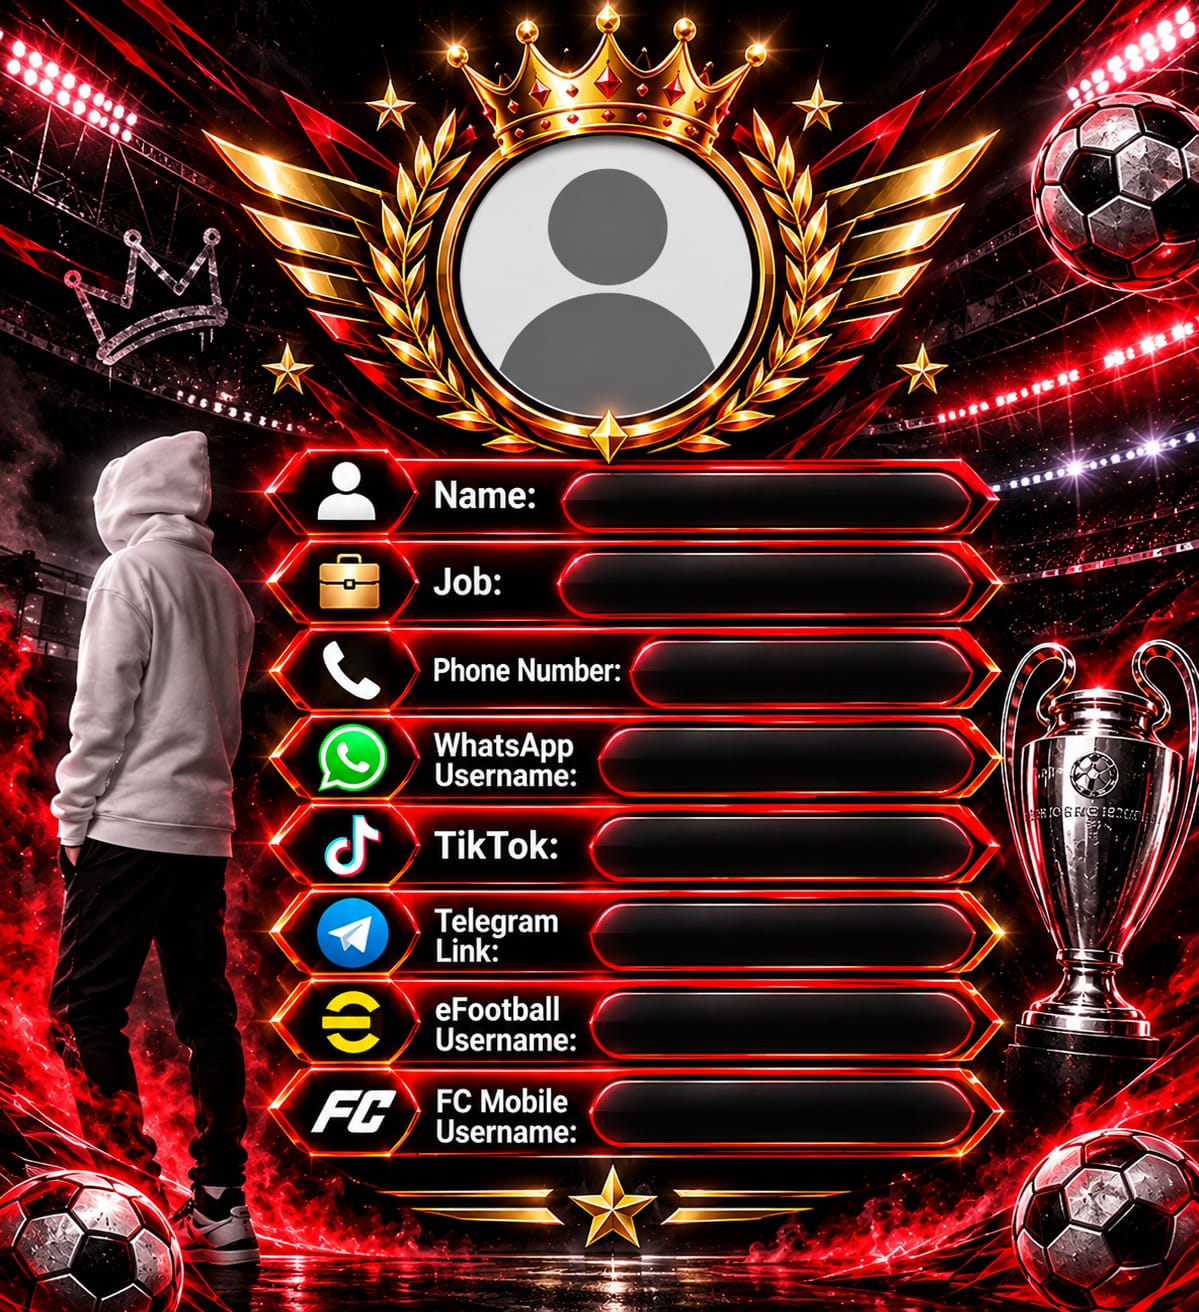 Name:
Job:
Phone Number:
WhatsApp
Username:
TikTok:
Telegram
Link:
eFootball
Username:
FC
FC Mobile
Username: